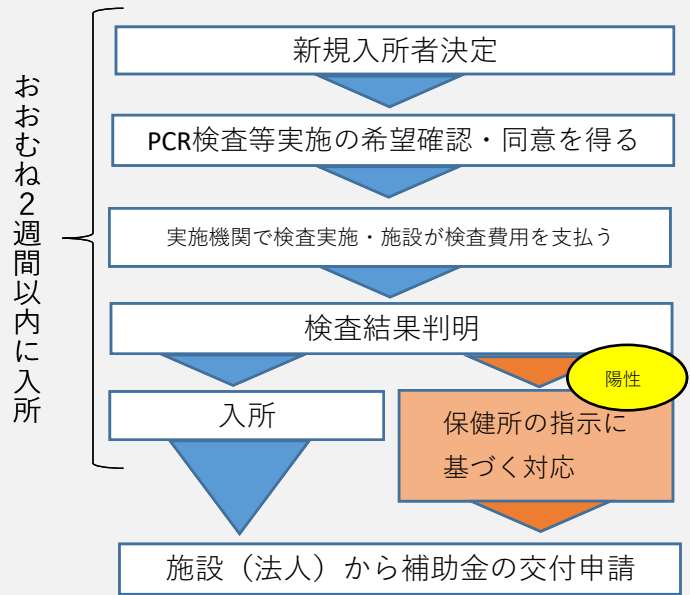 おおむね２週間以内に入所
新規入所者決定
PCR検査等実施の希望確認・同意を得る
実施機関で検査実施・施設が検査費用を支払う
検査結果判明
陽性
入所
保健所の指示に
基づく対応
施設（法人）から補助金の交付申請